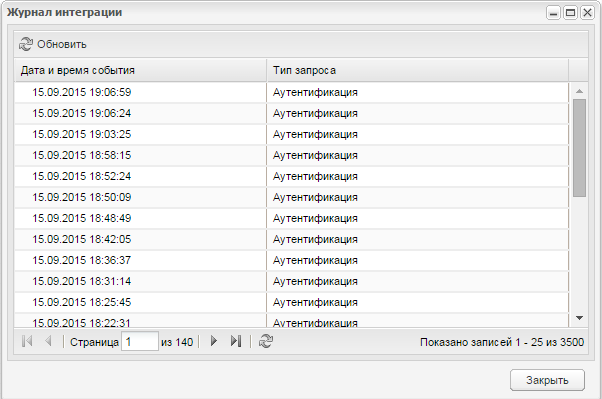 Журнал интеграции
Обновить
Дата и время события Тип запроса
15.09.2015 19:06:59 Аутентификация
15.09.2015 19:06:24 Аутентификация
15.09.2015 19:03:25 Аутентификация
15.09.2015 18:58:15 Аутентификация
15.09.2015 18:52:24 Аутентификация
15.09.2015 18:50:09 Аутентификация
15.09.2015 18:48:49 Аутентификация
15.09.2015 18:42:05 Аутентификация
15.09.2015 18:36:37 Аутентификация
15.09.2015 18:31:14 Аутентификация
15.09.2015 18:25:45 Аутентификация
15.09.2015 18:22:31 Аутентификация
Страница 1 из 140 Показано записей 1 - 25 из 3500
Закрыть